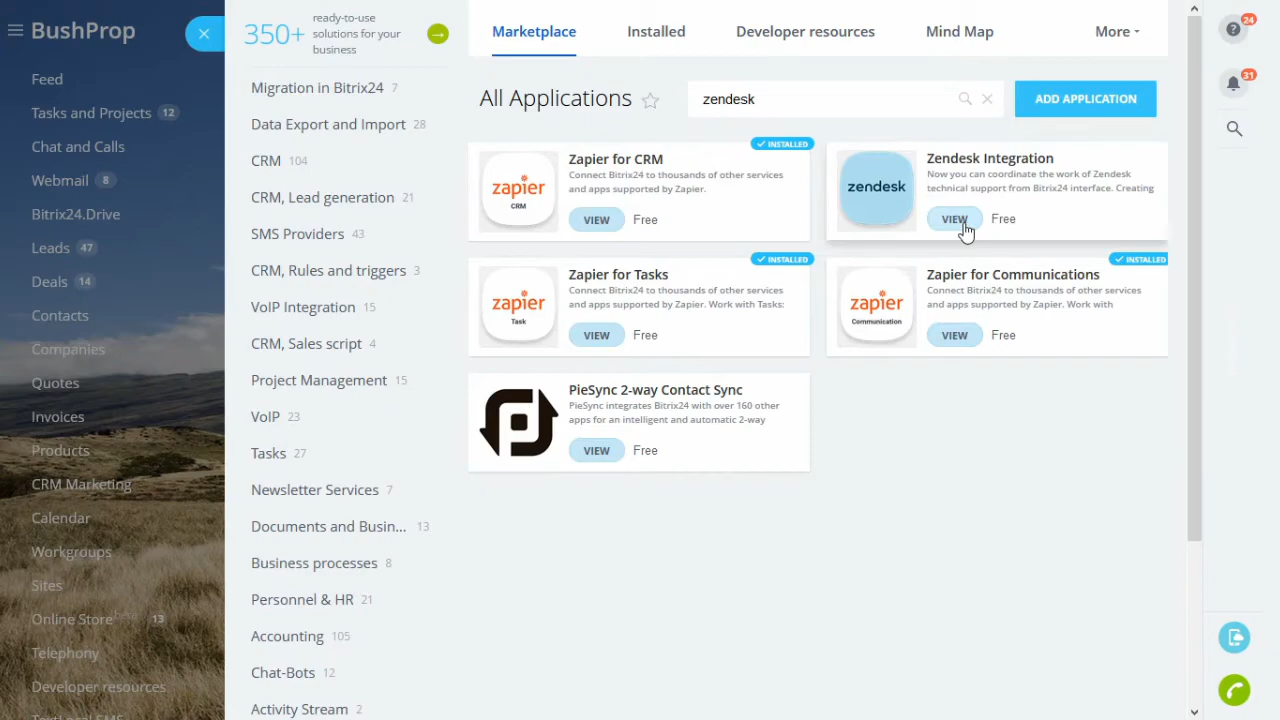 BushProp
Feed
Tasks and Projects 12
Chat and Calls
Webmail 8
Bitrix24.Drive
Leads 47
Deals 14
Contacts
Companies
Quotes
Invoices
Products
CRM Marketing
Calendar
Workgroups
Sites
Online Store beta 13
Telephony
Developer resources
350+
ready-to-use
solutions for your
business
Migration in Bitrix24 7
Data Export and Import 28
CRM 104
CRM, Lead generation 21
SMS Providers 43
CRM, Rules and triggers 3
VoIP Integration 15
CRM, Sales script 4
Project Management 15
VoIP 23
Tasks 27
Newsletter Services 7
Documents and Busin... 13
Business processes 8
Personnel & HR 21
Accounting 105
Chat-Bots 12
Activity Stream 2
Marketplace Installed Developer resources Mind Map More
All Applications
zendesk
ADD APPLICATION
INSTALLED
zapier
CRM
Zapier for CRM
Connect Bitrix24 to thousands of other services
and apps supported by Zapier.
VIEW Free
zendesk
Zendesk Integration
Now you can coordinate the work of Zendesk
technical support from Bitrix24 interface. Creating
VIEW Free
INSTALLED
zapier
Task
Zapier for Tasks
Connect Bitrix24 to thousands of other services
and apps supported by Zapier. Work with Tasks:
VIEW Free
INSTALLED
zapier
Communication
Zapier for Communications
Connect Bitrix24 to thousands of other services
and apps supported by Zapier. Work with
VIEW Free
PieSync 2-way Contact Sync
PieSync integrates Bitrix24 with over 160 other
apps for an intelligent and automatic 2-way
VIEW Free
24
31